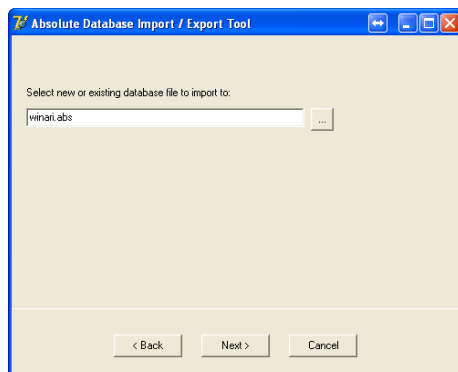 Absolute Database Import / Export Tool
Select new or existing database file to import to:
winari.abs
...
< Back Next > Cancel